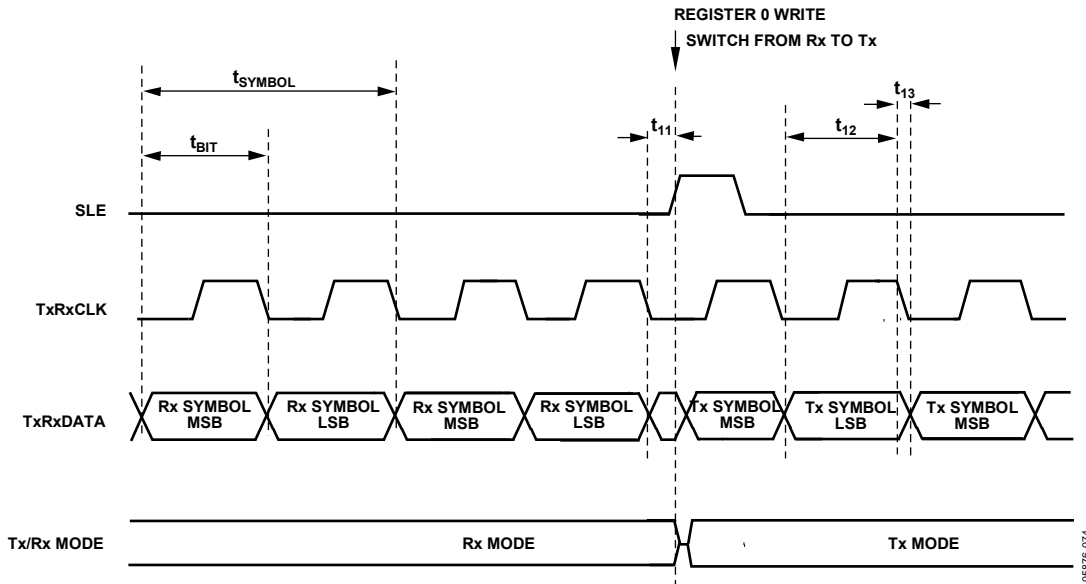 REGISTER 0 WRITE
SWITCH FROM Rx TO Tx
tSYMBOL
t13
t11
t12
tBIT
SLE
TxRxCLK
TxRxDATA
Rx SYMBOL MSB
Rx SYMBOL LSB
Rx SYMBOL MSB
Rx SYMBOL LSB
Tx SYMBOL MSB
Tx SYMBOL LSB
Tx SYMBOL MSB
Tx/Rx MODE
Rx MODE
Tx MODE
05876-074